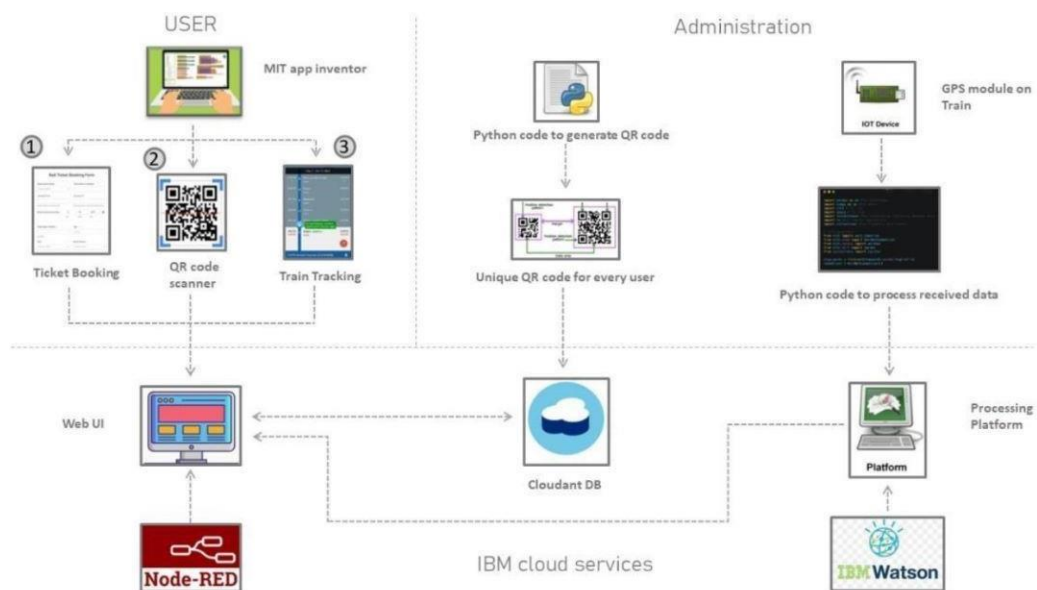 USER
Administration
MIT app inventor
1
2
3
Ticket Booking
QR code
scanner
Train Tracking
Python code to generate QR code
Unique QR code for every user
GPS module on
Train
IOT Device
Python code to process received data
Web UI
Cloudant DB
Processing
Platform
Platform
Node-RED
IBM cloud services
IBM Watson